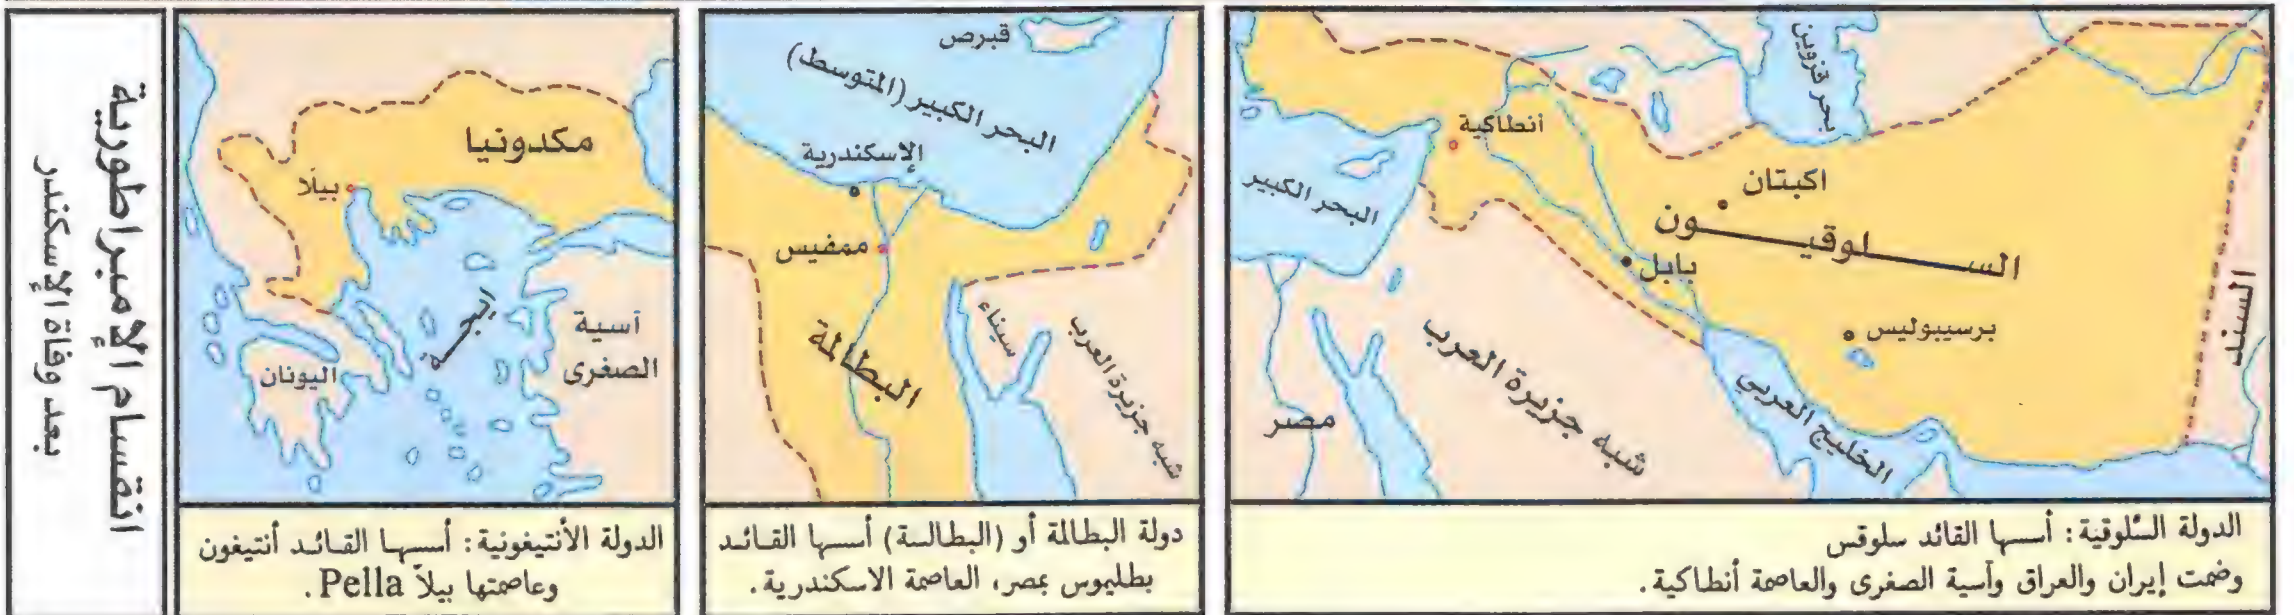 انقسام الإمبراطورية
بعد وفاة الإسكندر
بحر قزوين
أنطاكية
البحر الكبير
اكبتان
السلوقيون
بابل
برسيبوليس
السند
الخليج العربي
شبه جزيرة العرب
مصر
الدولة السلوقية: أسسها القائد سلوقس
وضمت إيران والعراق وآسية الصغرى والعاصمة أنطاكية.
قبرص
البحر الكبير (المتوسط)
الإسكندرية
ممفيس
سيناء
البطالمة
شبه جزيرة العرب
دولة البطالمة أو (البطالسة) أسسها القائد
بطليموس بمصر، العاصمة الاسكندرية.
مكدونيا
بيلّا
ايجة
آسية
الصغرى
اليونان
الدولة الأنتيغونية: أسسها القائد أنتيغون
وعاصمتها بيلاّ Pella.